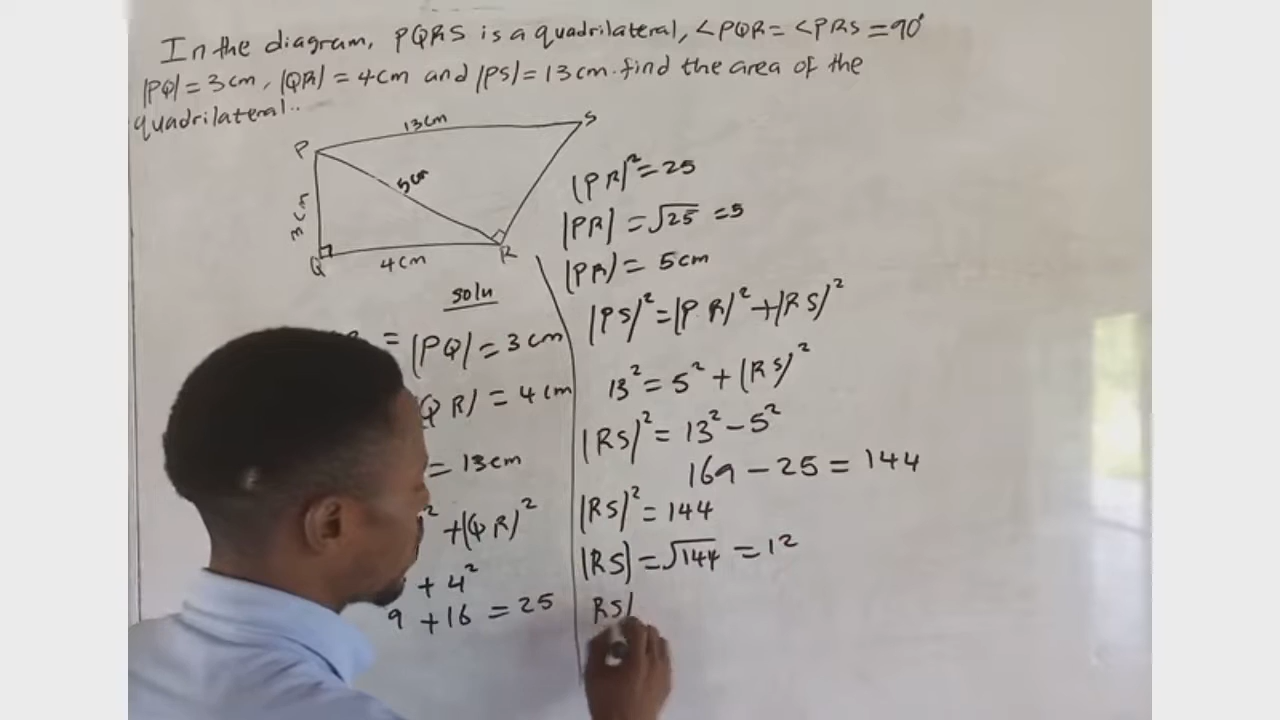 In the diagram, PQRS is a quadrilateral, ∠PQR = ∠PRS = 90°
|PQ| = 3cm, |QR| = 4cm and |PS| = 13cm. find the area of the
quadrilateral..
13cm
S
P
5cm
3cm
Q
4cm
R
soln
= |PQ| = 3cm
QR| = 4cm
= 13cm
² + |QR|²
+ 4²
9 + 16 = 25
|PR|² = 25
|PR| = √25 = 5
|PR| = 5cm
|PS|² = |PR|² + |RS|²
13² = 5² + |RS|²
|RS|² = 13² - 5²
169 - 25 = 144
|RS|² = 144
|RS| = √144 = 12
RS|